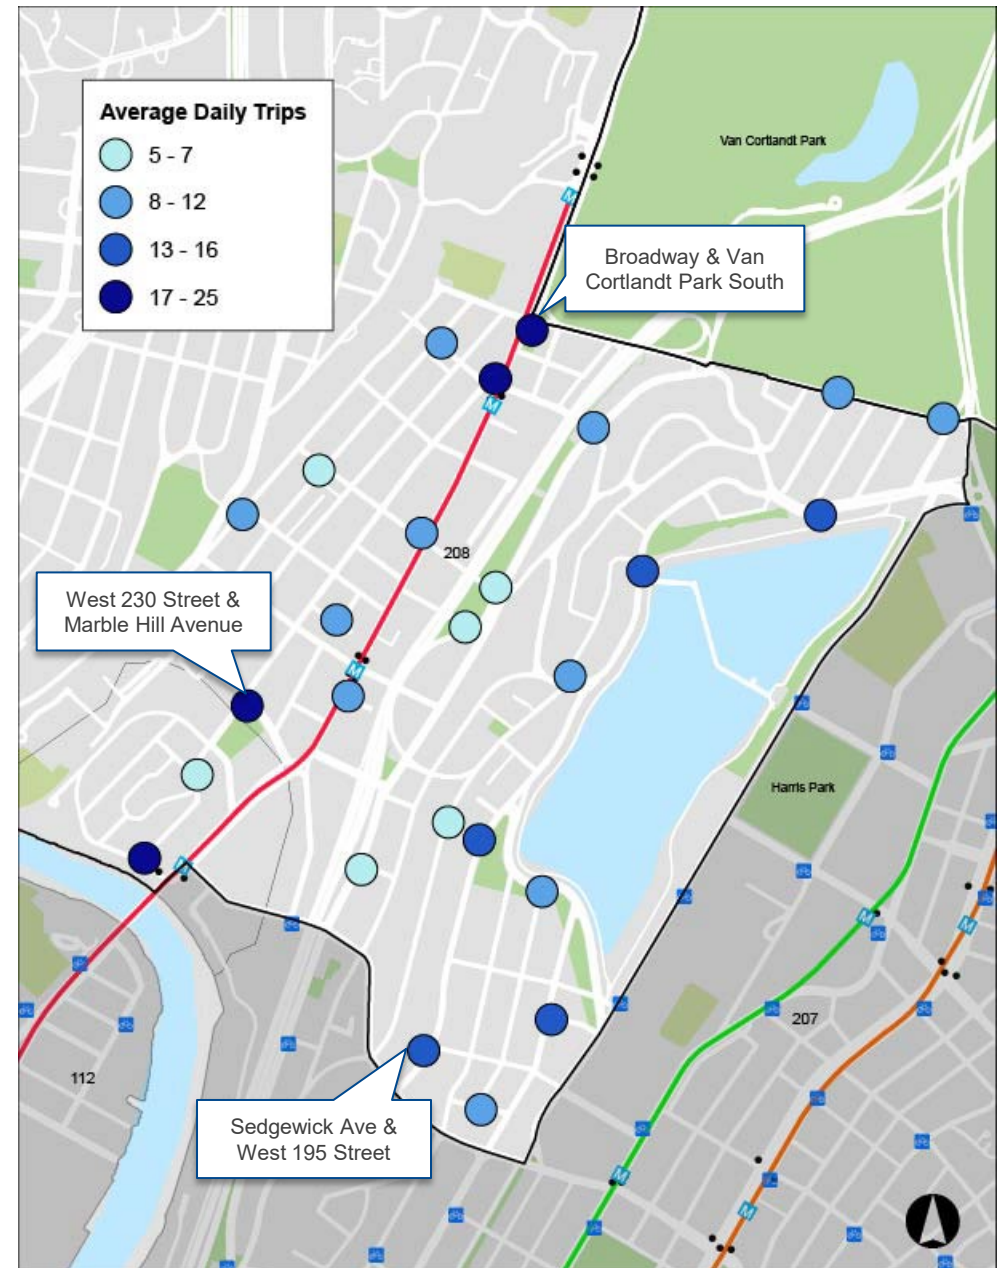 Average Daily Trips
5 - 7
8 - 12
13 - 16
17 - 25
Van Cortlandt Park
M
Broadway & Van
Cortlandt Park South
M
208
West 230 Street &
Marble Hill Avenue
M
Harris Park
M
M
M
207
112
Sedgewick Ave &
West 195 Street
M
M